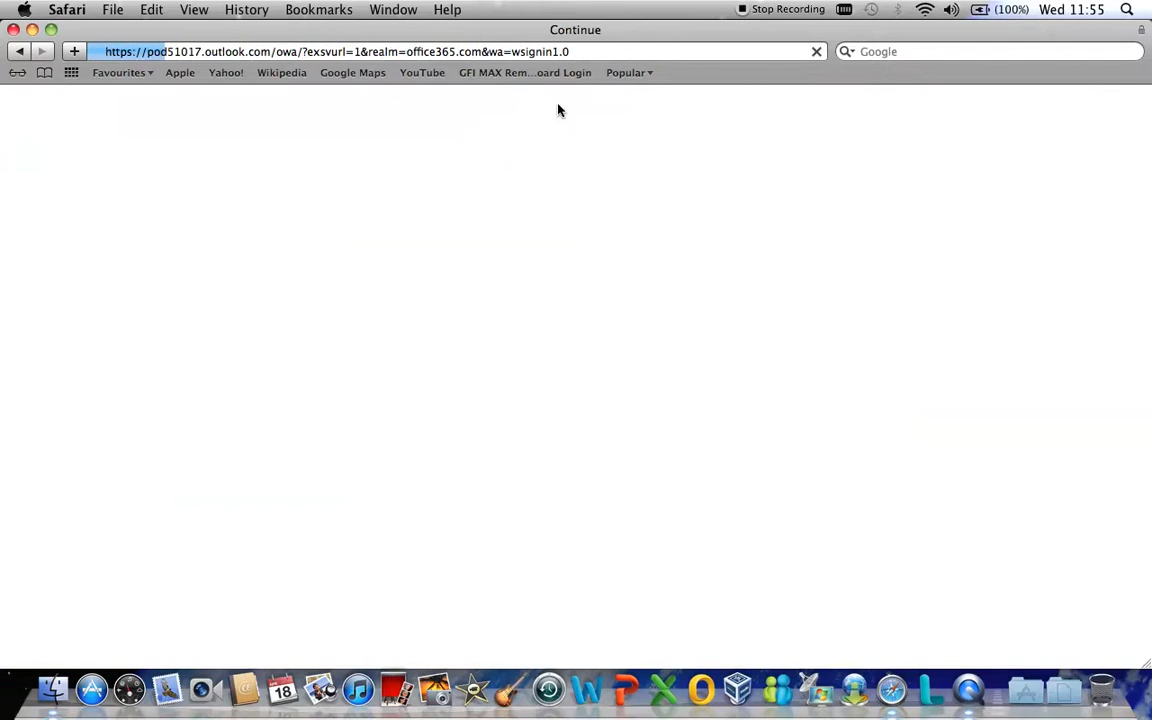 Safari File Edit View History Bookmarks Window Help Stop Recording (100%) Wed 11:55
Continue
https://pod51017.outlook.com/owa/?exsvurl=1&realm=office365.com&wa=wsignin1.0 Google
Favourites Apple Yahoo! Wikipedia Google Maps YouTube GFI MAX Rem...oard Login Popular
18 W P X O L